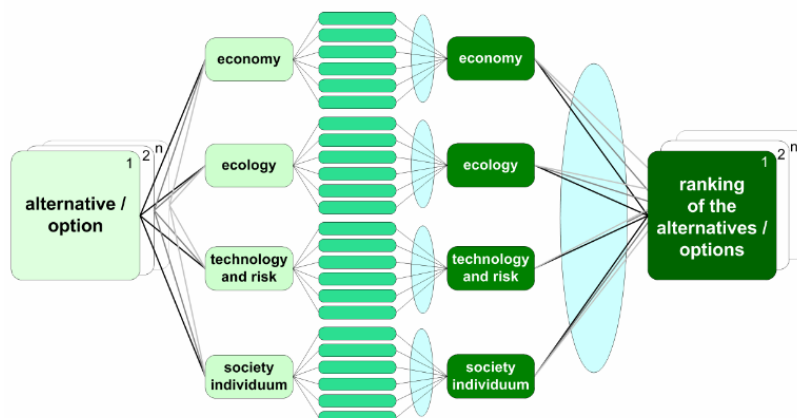 economy
economy
ecology
ecology
1
2
n
alternative /
option
1
2
n
ranking
of the
alternatives /
options
technology
and risk
technology
and risk
society
individuum
society
individuum